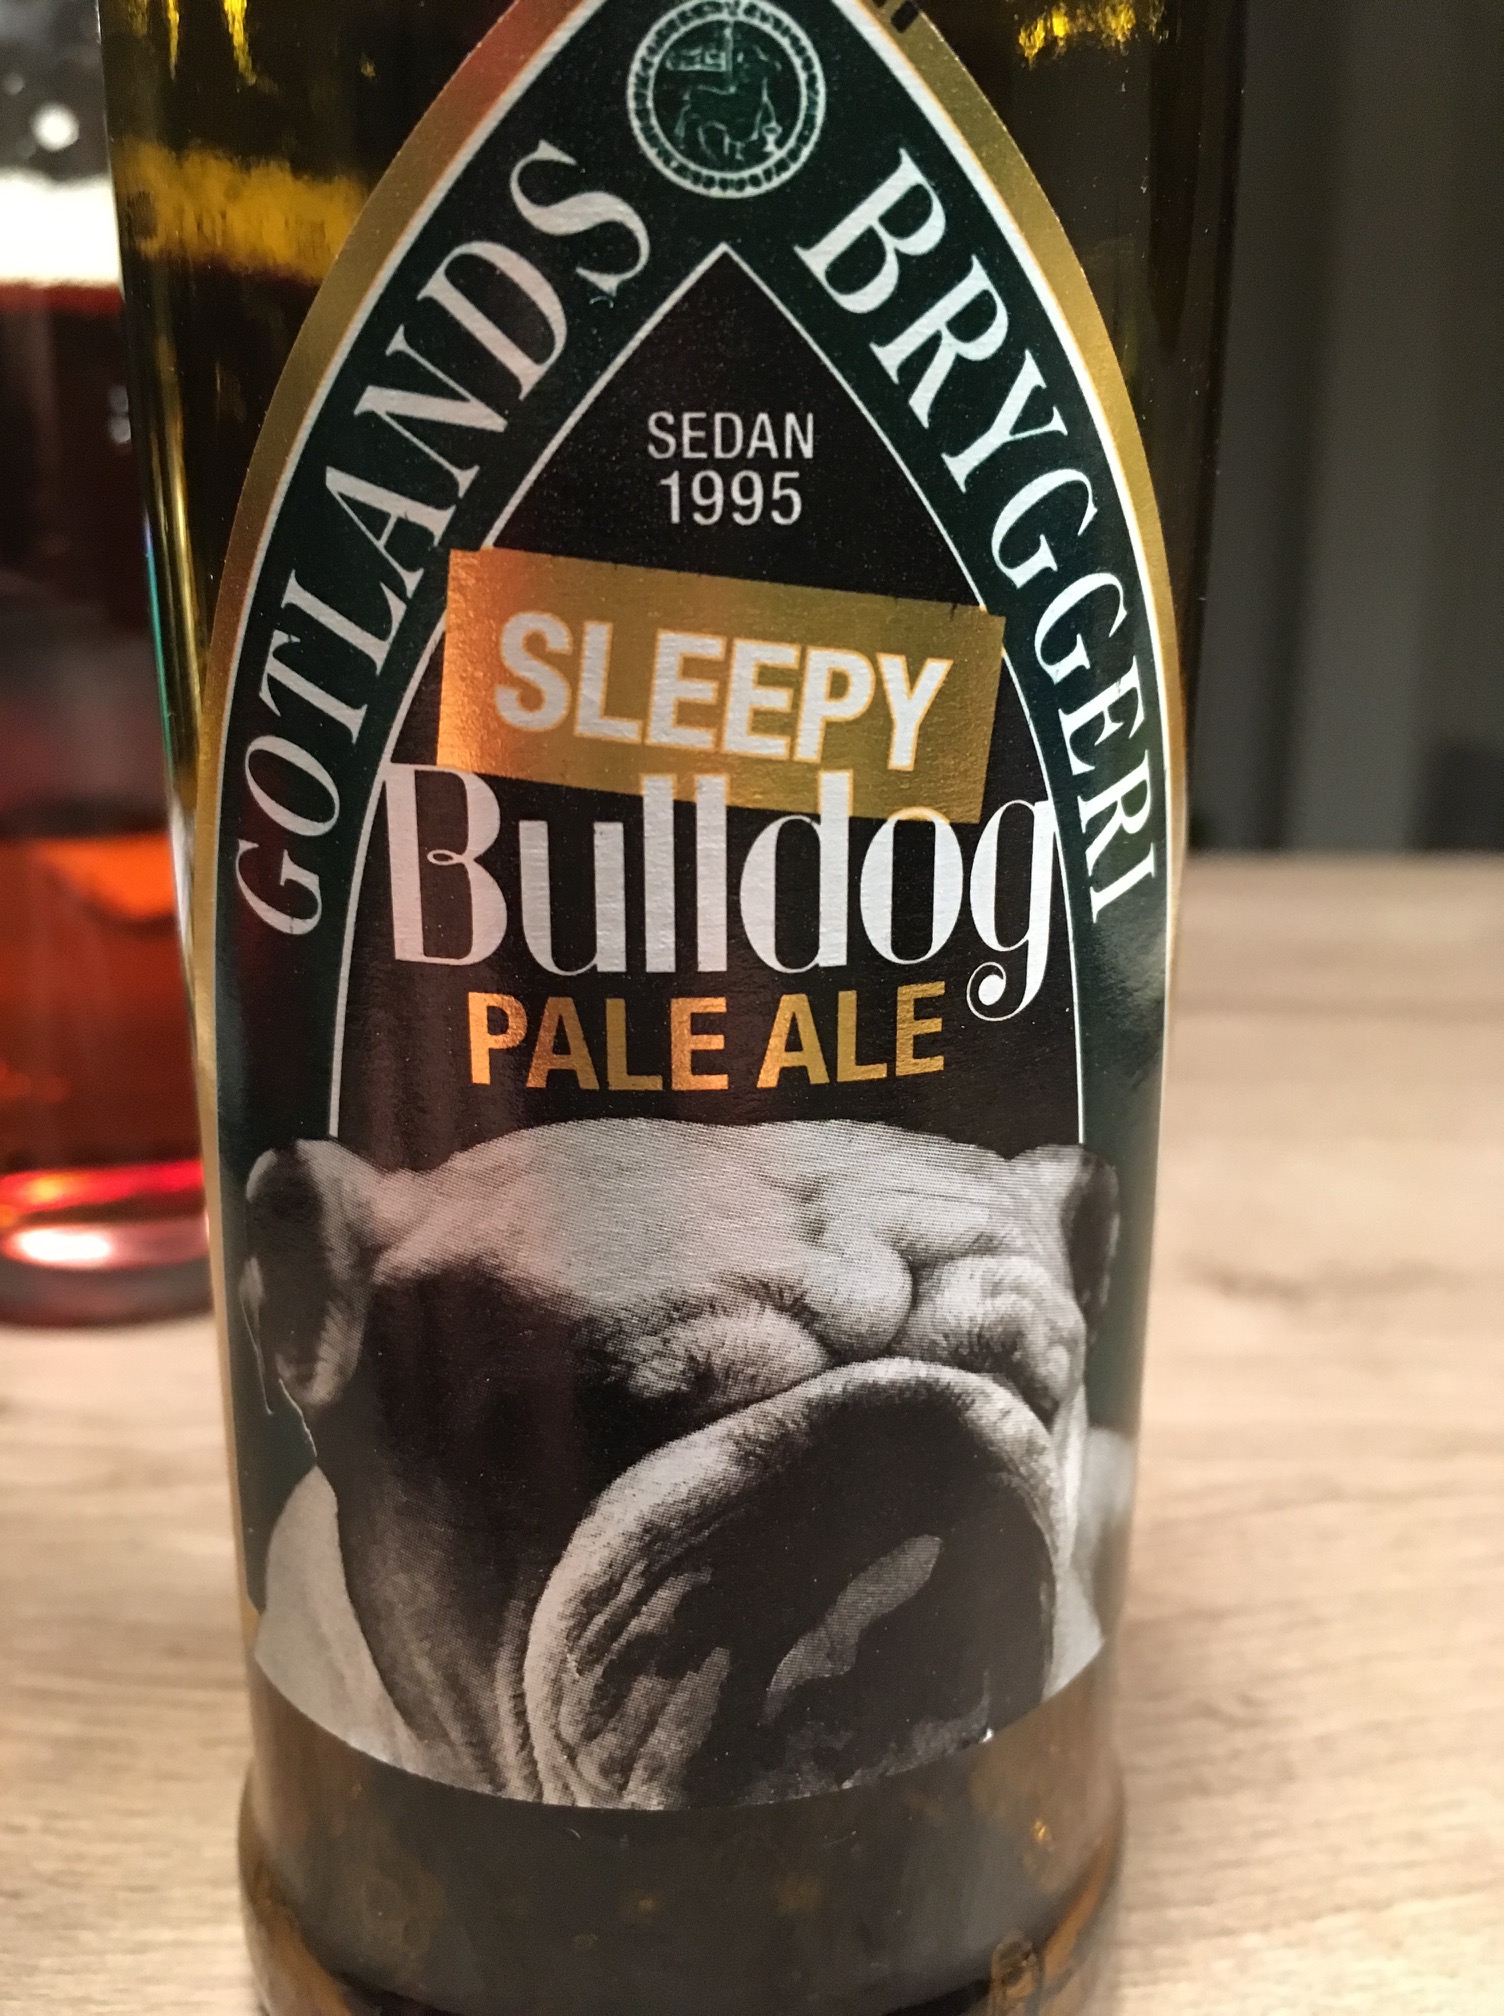 GOTLANDS BRYGGERI
SEDAN
1995
SLEEPY
Bulldog
PALE ALE